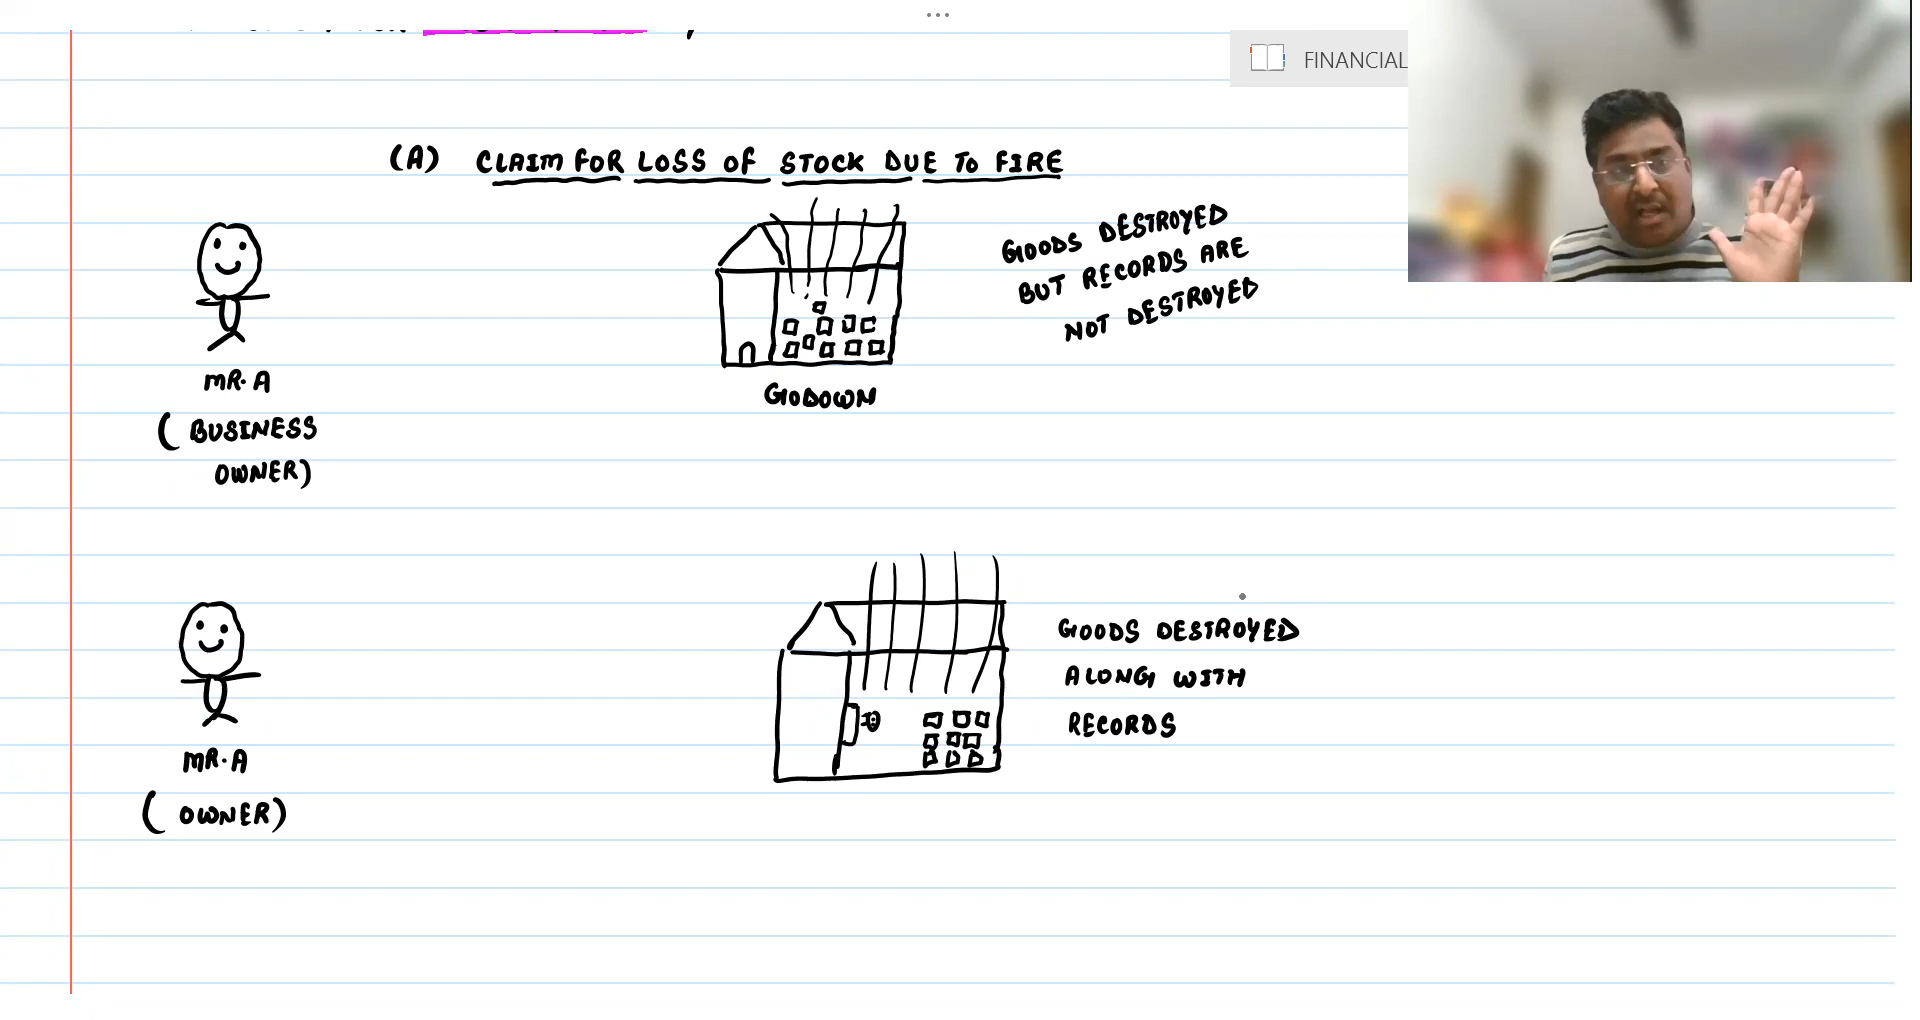 FINANCIAL
(A) CLAIM FOR LOSS OF STOCK DUE TO FIRE
GOODS DESTROYED
BUT RECORDS ARE
NOT DESTROYED
MR. A
(BUSINESS
OWNER)
GODOWN
GOODS DESTROYED
ALONG WITH
RECORDS
MR. A
(OWNER)